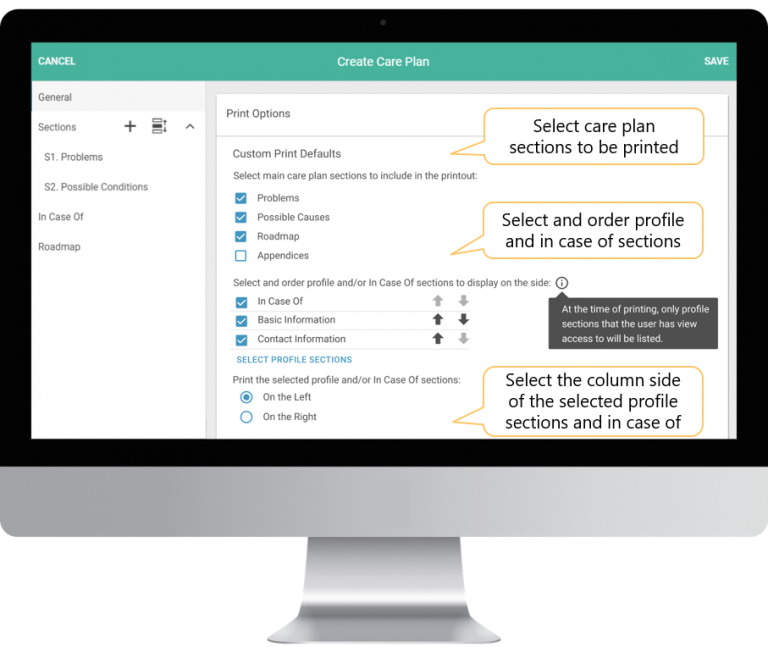 CANCEL
Create Care Plan
SAVE
General
Sections
S1. Problems
S2. Possible Conditions
In Case Of
Roadmap
Print Options
Select care plan
sections to be printed
Custom Print Defaults
Select main care plan sections to include in the printout:
Problems
Possible Causes
Roadmap
Appendices
Select and order profile
and in case of sections
Select and order profile and/or In Case Of sections to display on the side:
In Case Of
Basic Information
Contact Information
At the time of printing, only profile
sections that the user has view
access to will be listed.
SELECT PROFILE SECTIONS
Print the selected profile and/or In Case Of sections:
On the Left
On the Right
Select the column side
of the selected profile
sections and in case of